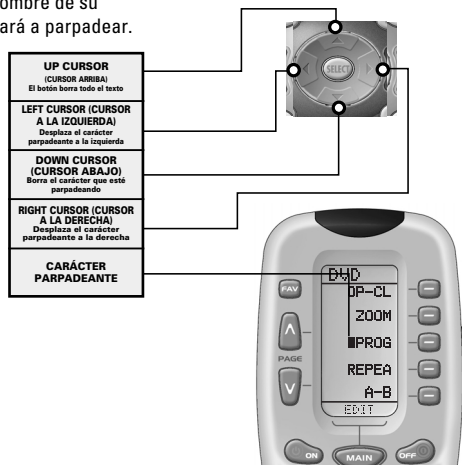 ombre de su
ará a parpadear.
UP CURSOR
(CURSOR ARRIBA)
El botón borra todo el texto
LEFT CURSOR (CURSOR
A LA IZQUIERDA)
Desplaza el carácter
parpadeante a la izquierda
DOWN CURSOR
(CURSOR ABAJO)
Borra el carácter que esté
parpadeando
RIGHT CURSOR (CURSOR
A LA DERECHA)
Desplaza el carácter
parpadeante a la derecha
CARÁCTER
PARPADEANTE
SELECT
DVD
OP-CL
FAV
ZOOM
PROG
PAGE
REPEA
A-B
EDIT
ON
MAIN
OFF